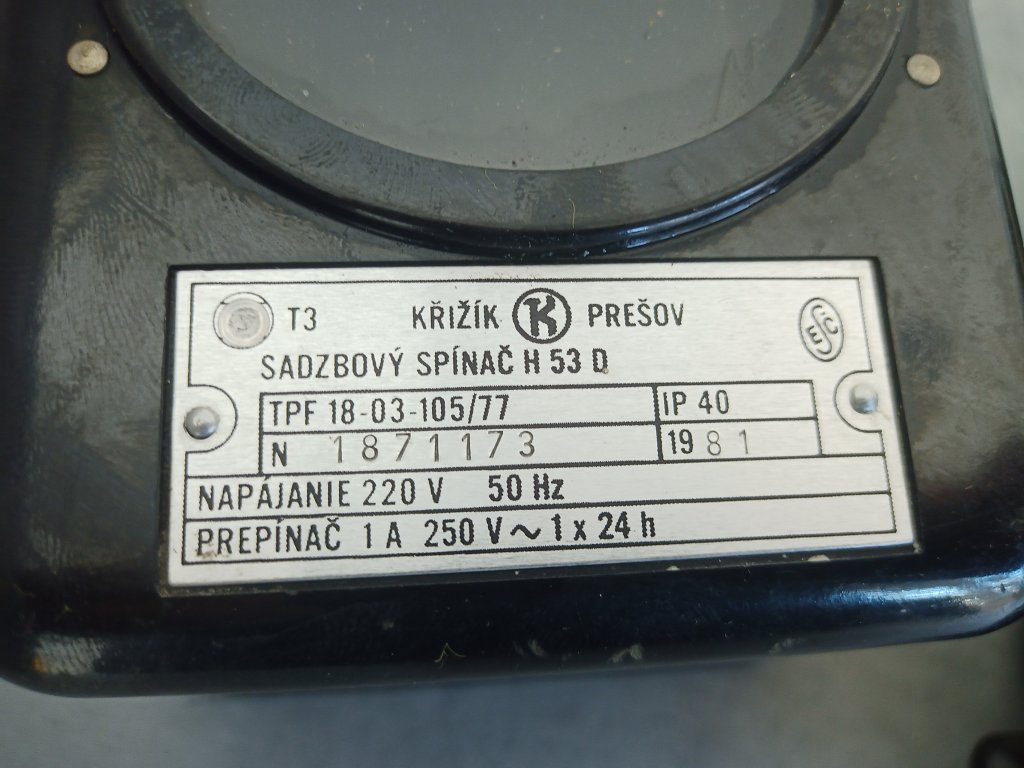 T3 KŘIŽÍK K PREŠOV ESČ
SADZBOVÝ SPÍNAČ H 53 D
TPF 18-03-105/77 IP 40
N 1871173 1981
NAPÁJANIE 220 V 50 Hz
PREPÍNAČ 1 A 250 V ~ 1 x 24 h